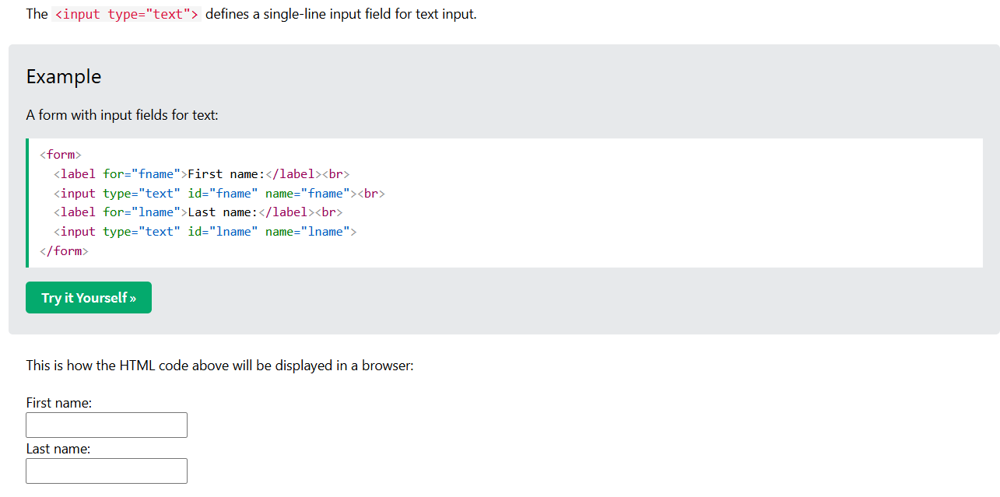 The <input type="text"> defines a single-line input field for text input.
Example
A form with input fields for text:
<form>
  <label for="fname">First name:</label><br>
  <input type="text" id="fname" name="fname"><br>
  <label for="lname">Last name:</label><br>
  <input type="text" id="lname" name="lname">
</form>
Try it Yourself »
This is how the HTML code above will be displayed in a browser:
First name:
Last name: